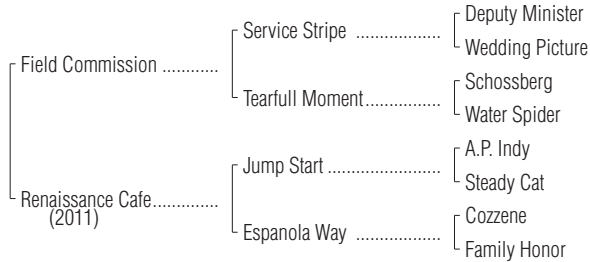 Deputy Minister
Service Stripe ..................
Wedding Picture
Field Commission ............
Schossberg
Tearfull Moment................
Water Spider
A.P. Indy
Jump Start ........................
Steady Cat
Renaissance Cafe..............
(2011)
Cozzene
Espanola Way ..................
Family Honor